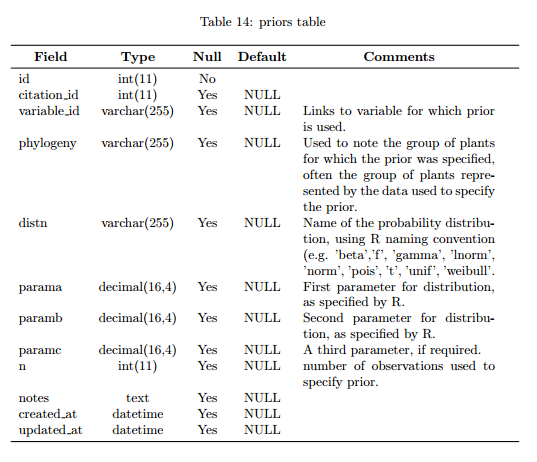 Table 14: priors table
Field Type Null Default Comments
id int(11) No
citation_id int(11) Yes NULL
variable_id varchar(255) Yes NULL Links to variable for which prior
is used.
phylogeny varchar(255) Yes NULL Used to note the group of plants
for which the prior was specified,
often the group of plants repre-
sented by the data used to specify
the prior.
distn varchar(255) Yes NULL Name of the probability distribu-
tion, using R naming convention
(e.g. 'beta','f', 'gamma', 'lnorm',
'norm', 'pois', 't', 'unif', 'weibull'.
parama decimal(16,4) Yes NULL First parameter for distribution,
as specified by R.
paramb decimal(16,4) Yes NULL Second parameter for distribu-
tion, as specified by R.
paramc decimal(16,4) Yes NULL A third parameter, if required.
n int(11) Yes NULL number of observations used to
specify prior.
notes text Yes NULL
created_at datetime Yes NULL
updated_at datetime Yes NULL